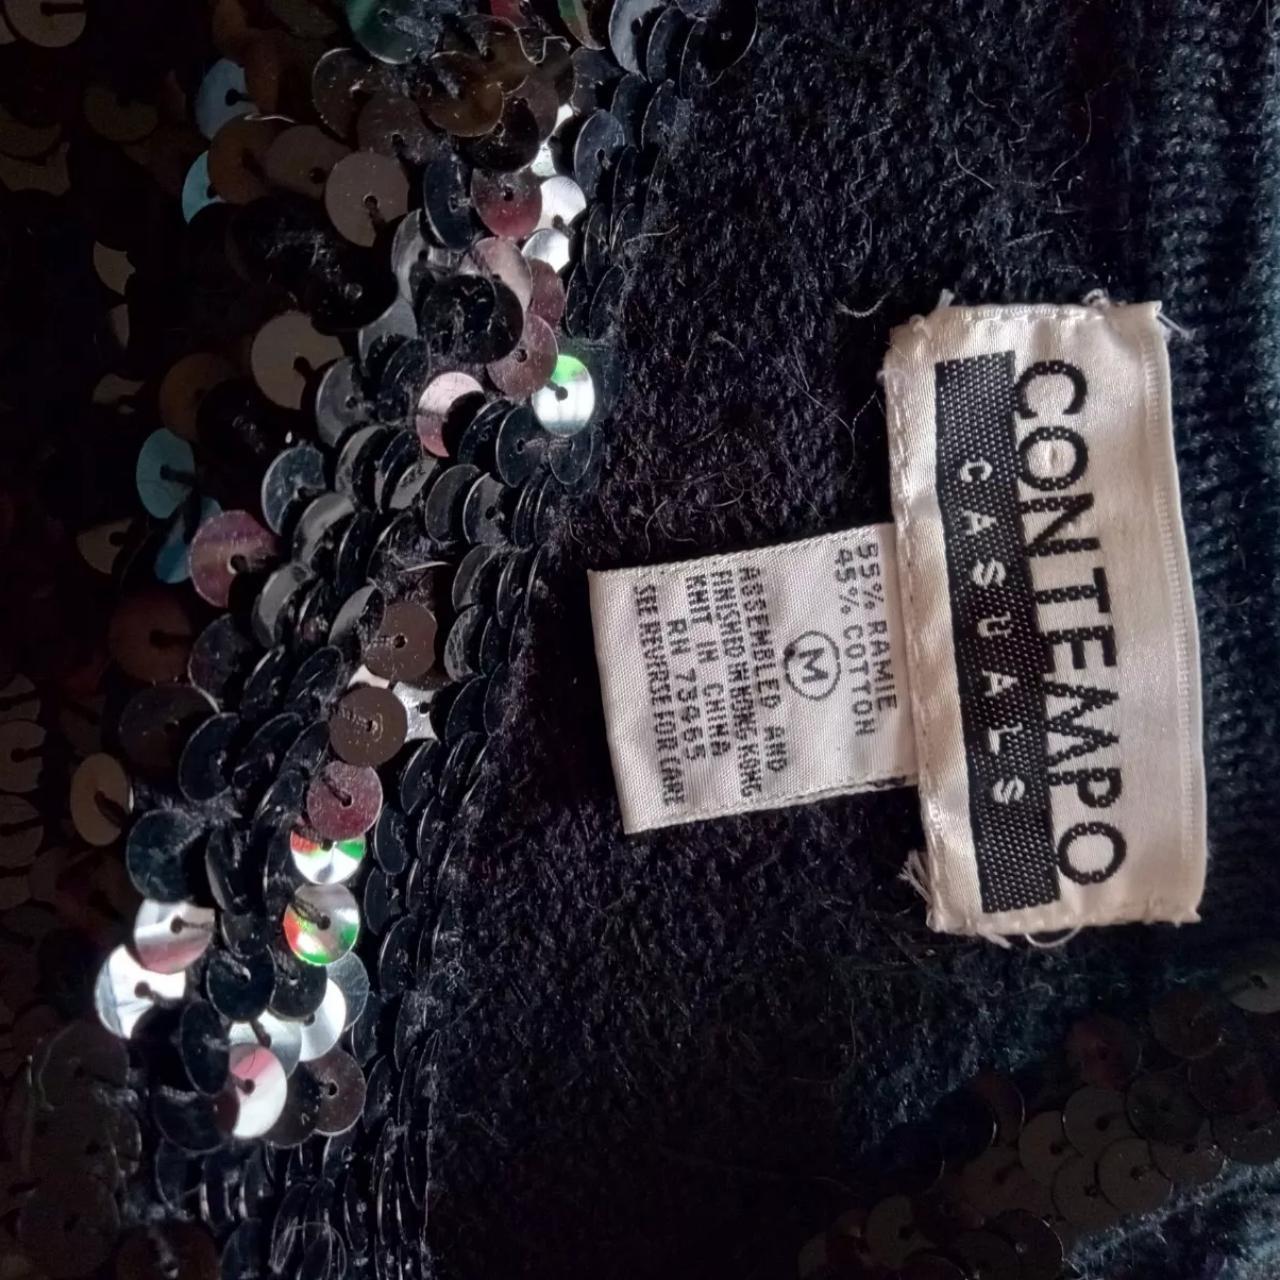 CONTEMPO
CASUALS
55% RAMIE
45% COTTON
M
ASSEMBLED AND
FINISHED IN HONG KONG
KNIT IN CHINA
RN 73465
SEE REVERSE FOR CARE